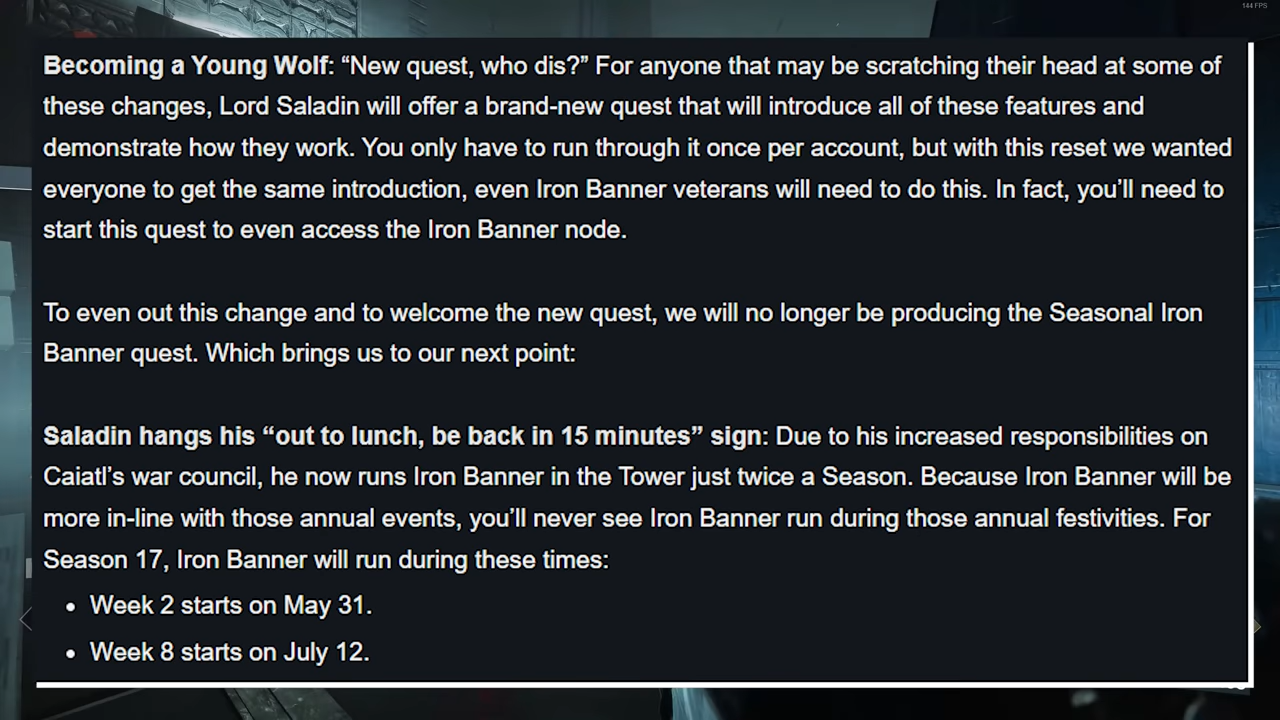 144 FPS
Becoming a Young Wolf: “New quest, who dis?” For anyone that may be scratching their head at some of
these changes, Lord Saladin will offer a brand-new quest that will introduce all of these features and
demonstrate how they work. You only have to run through it once per account, but with this reset we wanted
everyone to get the same introduction, even Iron Banner veterans will need to do this. In fact, you’ll need to
start this quest to even access the Iron Banner node.
To even out this change and to welcome the new quest, we will no longer be producing the Seasonal Iron
Banner quest. Which brings us to our next point:
Saladin hangs his “out to lunch, be back in 15 minutes” sign: Due to his increased responsibilities on
Caiatl’s war council, he now runs Iron Banner in the Tower just twice a Season. Because Iron Banner will be
more in-line with those annual events, you’ll never see Iron Banner run during those annual festivities. For
Season 17, Iron Banner will run during these times:
• Week 2 starts on May 31.
• Week 8 starts on July 12.